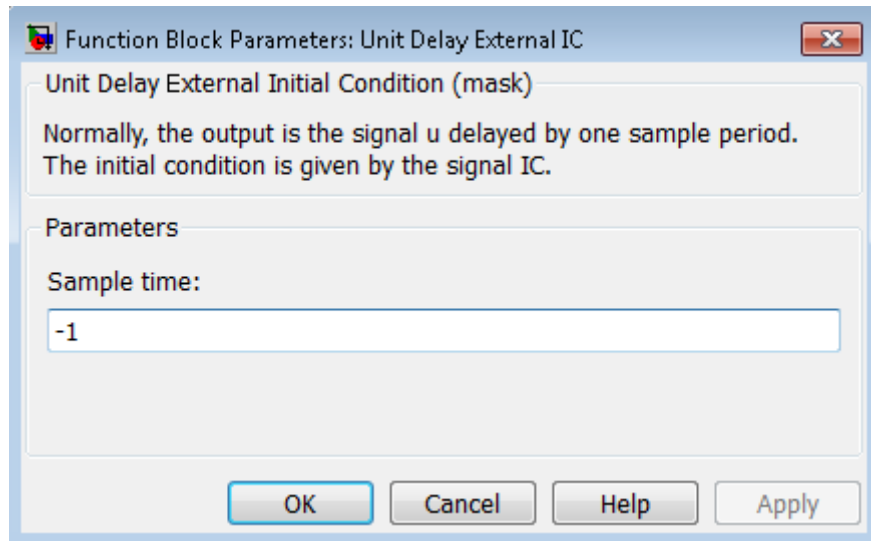 Function Block Parameters: Unit Delay External IC
Unit Delay External Initial Condition (mask)
Normally, the output is the signal u delayed by one sample period.
The initial condition is given by the signal IC.
Parameters
Sample time:
-1
OK
Cancel
Help
Apply